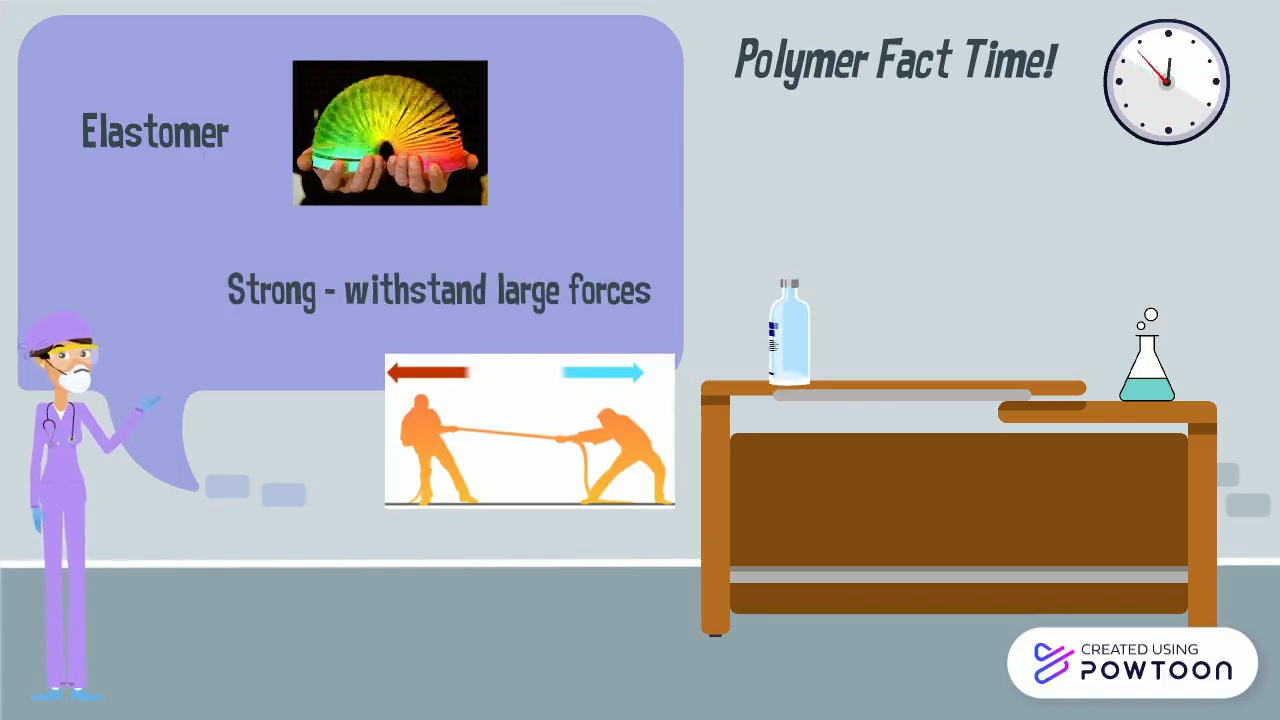 Polymer Fact Time!
Elastomer
Strong - withstand large forces
CREATED USING
POWTOON